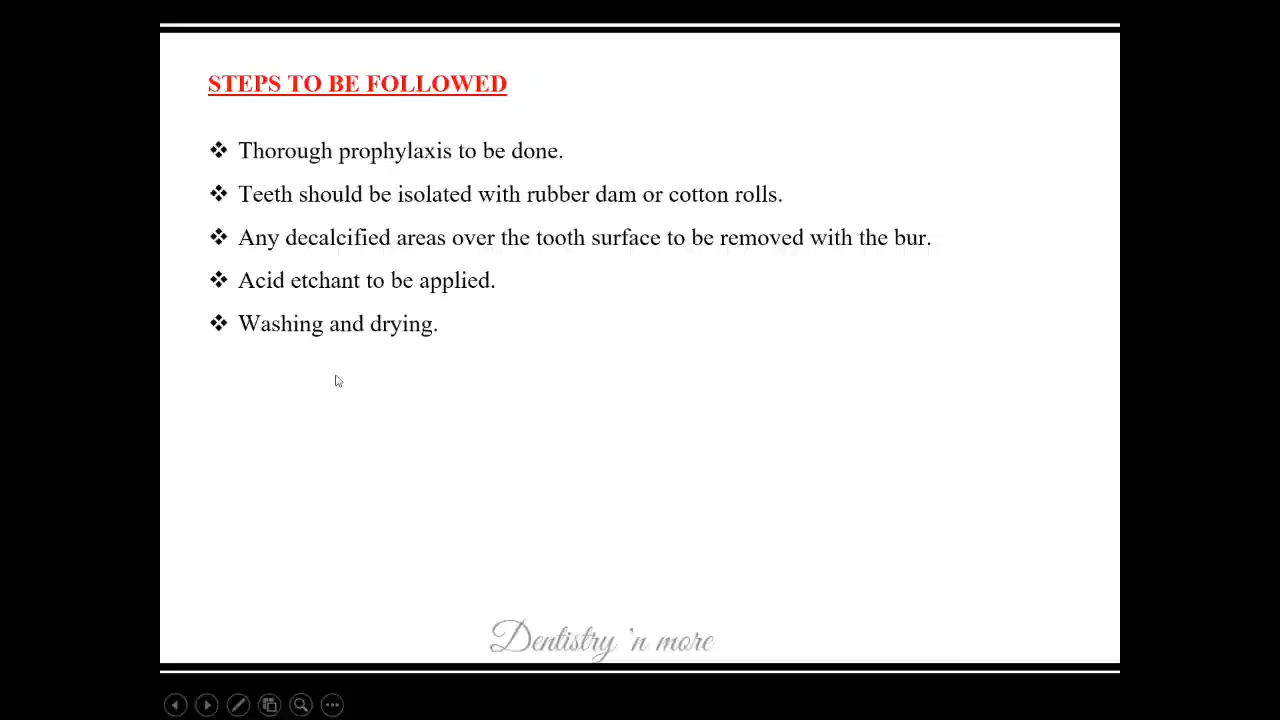 STEPS TO BE FOLLOWED
❖ Thorough prophylaxis to be done.
❖ Teeth should be isolated with rubber dam or cotton rolls.
❖ Any decalcified areas over the tooth surface to be removed with the bur.
❖ Acid etchant to be applied.
❖ Washing and drying.
Dentistry 'n more